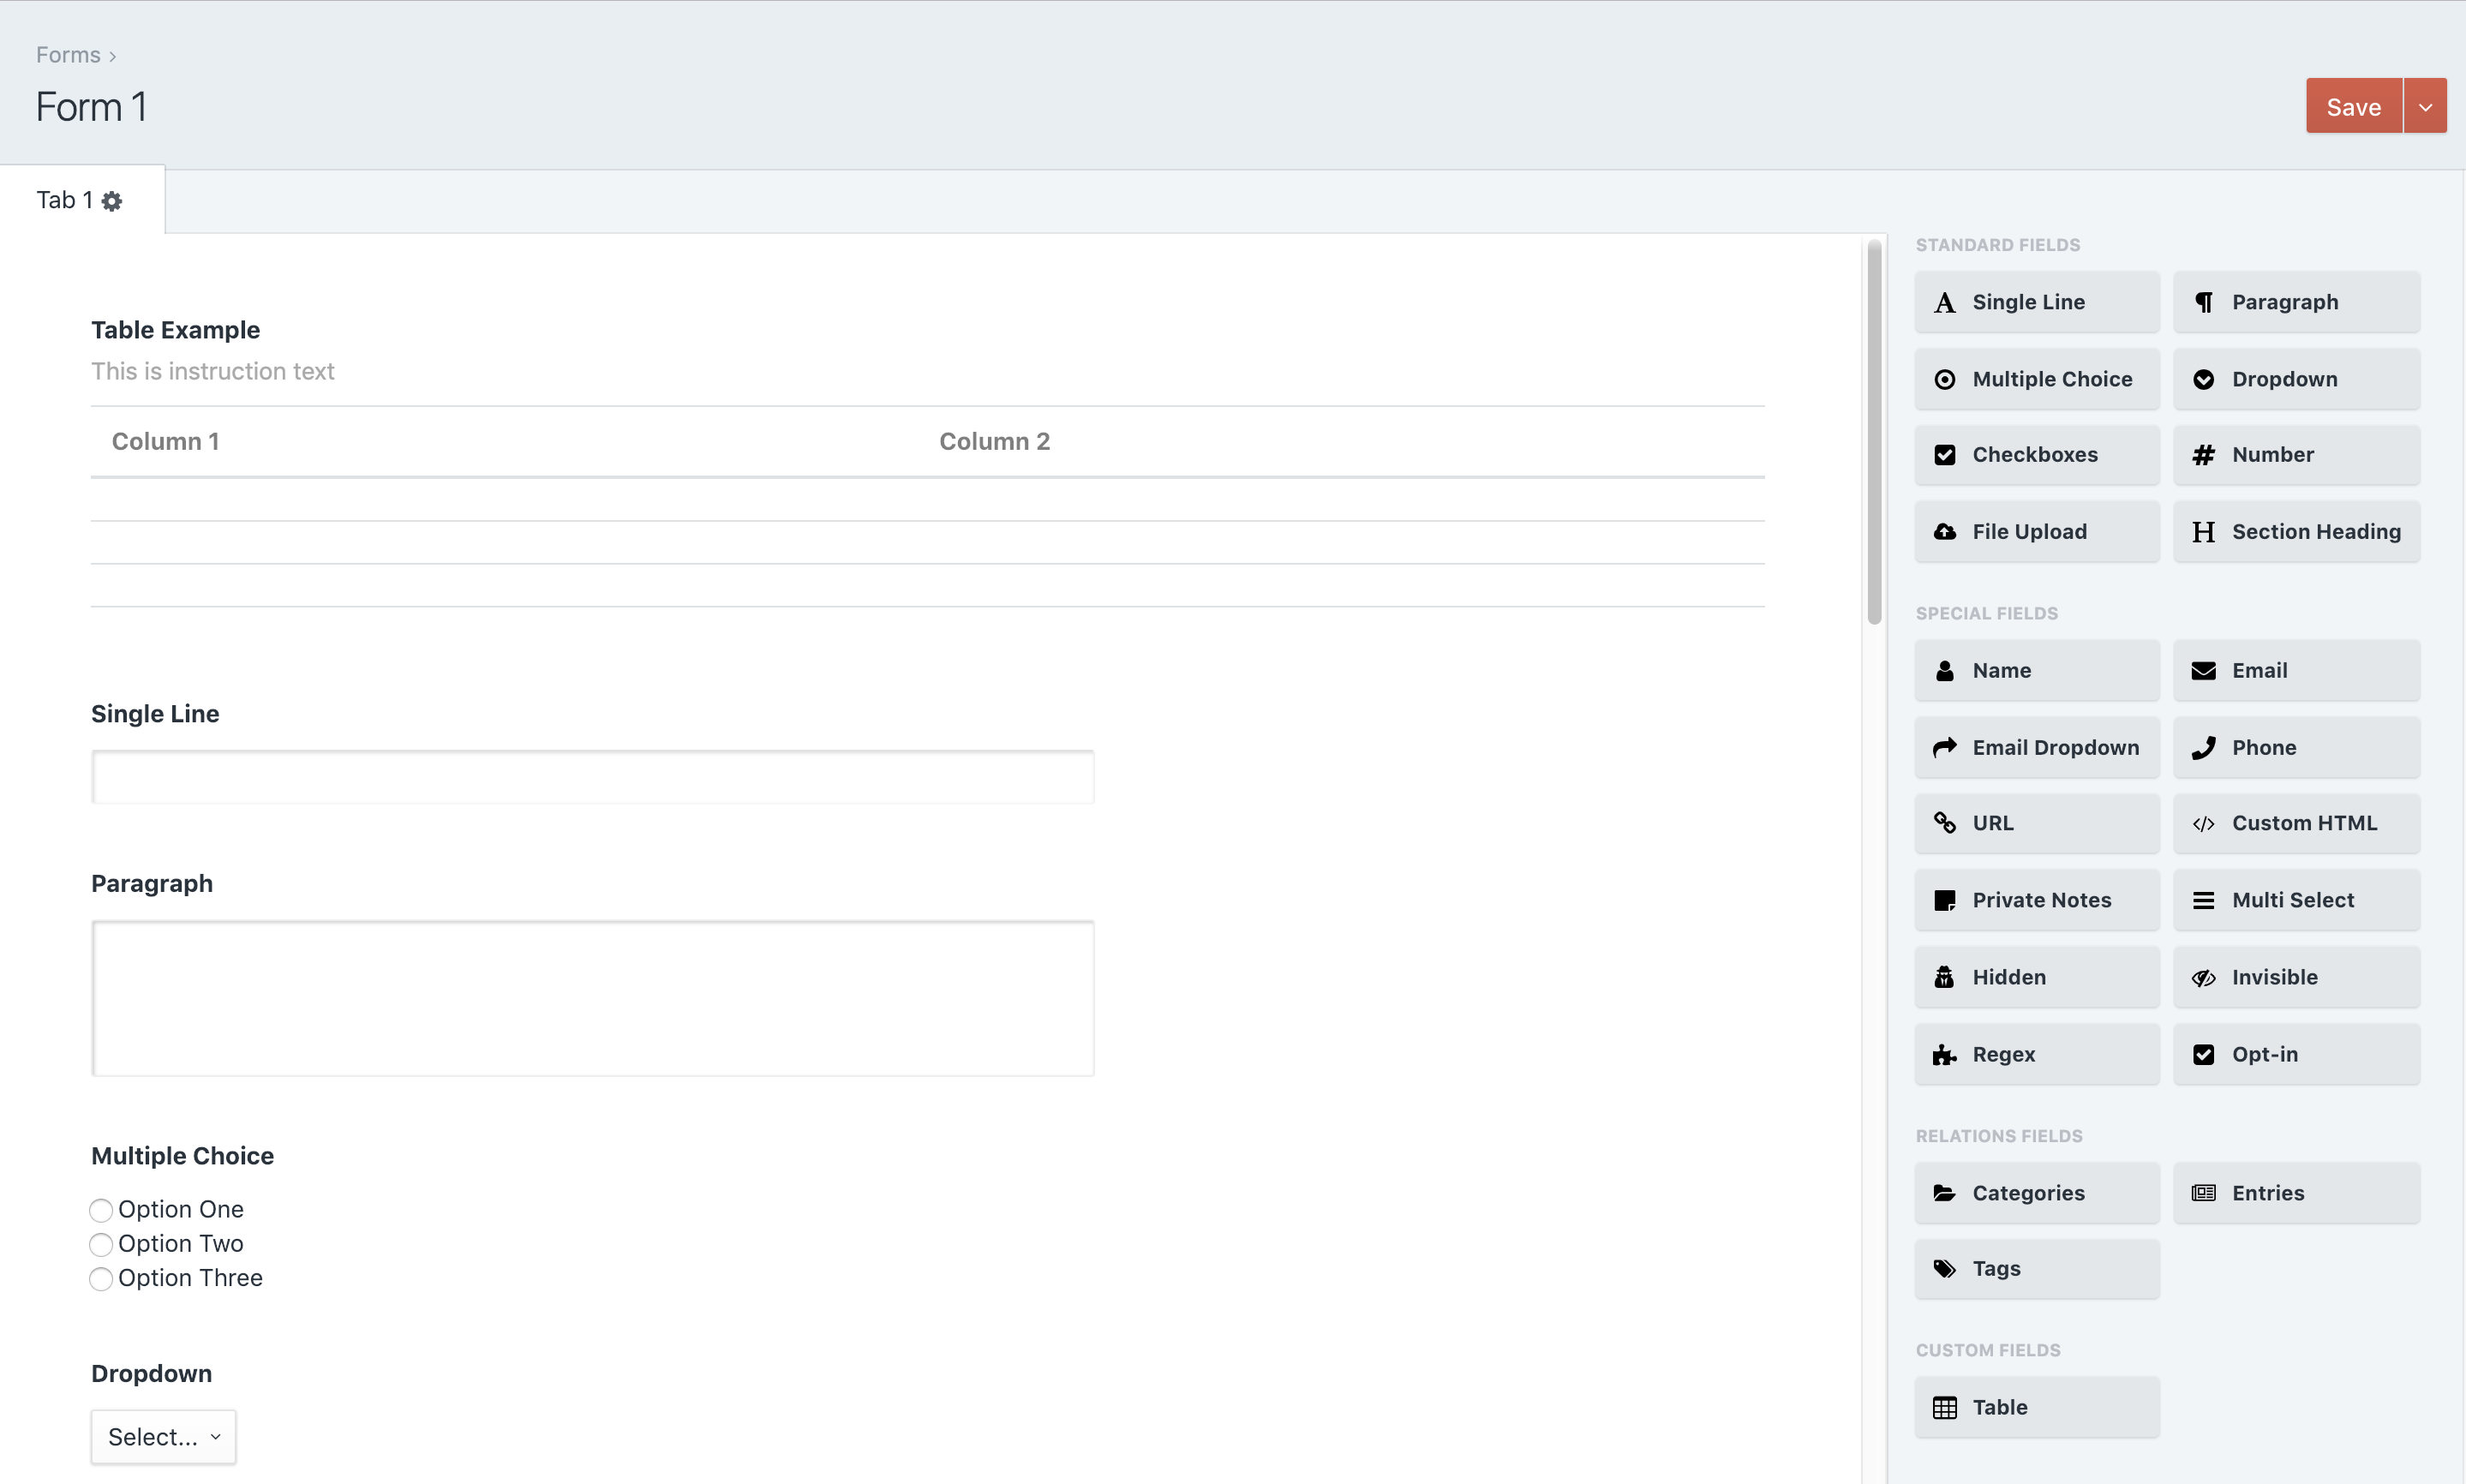 Forms ›
Form 1
Save
Tab 1
Table Example
This is instruction text
Column 1 Column 2
Single Line
Paragraph
Multiple Choice
Option One
Option Two
Option Three
Dropdown
Select...
STANDARD FIELDS
Single Line Paragraph
Multiple Choice Dropdown
Checkboxes Number
File Upload Section Heading
SPECIAL FIELDS
Name Email
Email Dropdown Phone
URL Custom HTML
Private Notes Multi Select
Hidden Invisible
Regex Opt-in
RELATIONS FIELDS
Categories Entries
Tags
CUSTOM FIELDS
Table